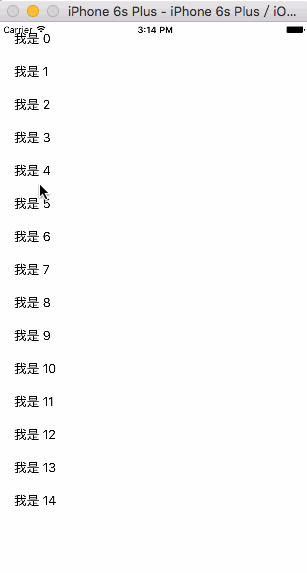 iPhone 6s Plus - iPhone 6s Plus / iO...
Carrier 3:14 PM
我是 0
我是 1
我是 2
我是 3
我是 4
我是 5
我是 6
我是 7
我是 8
我是 9
我是 10
我是 11
我是 12
我是 13
我是 14